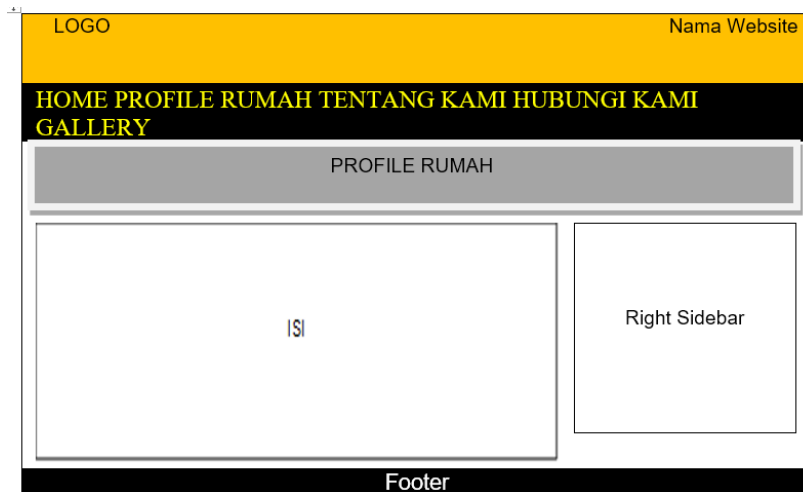 LOGO Nama Website
HOME PROFILE RUMAH TENTANG KAMI HUBUNGI KAMI
GALLERY
PROFILE RUMAH
ISI
Right Sidebar
Footer